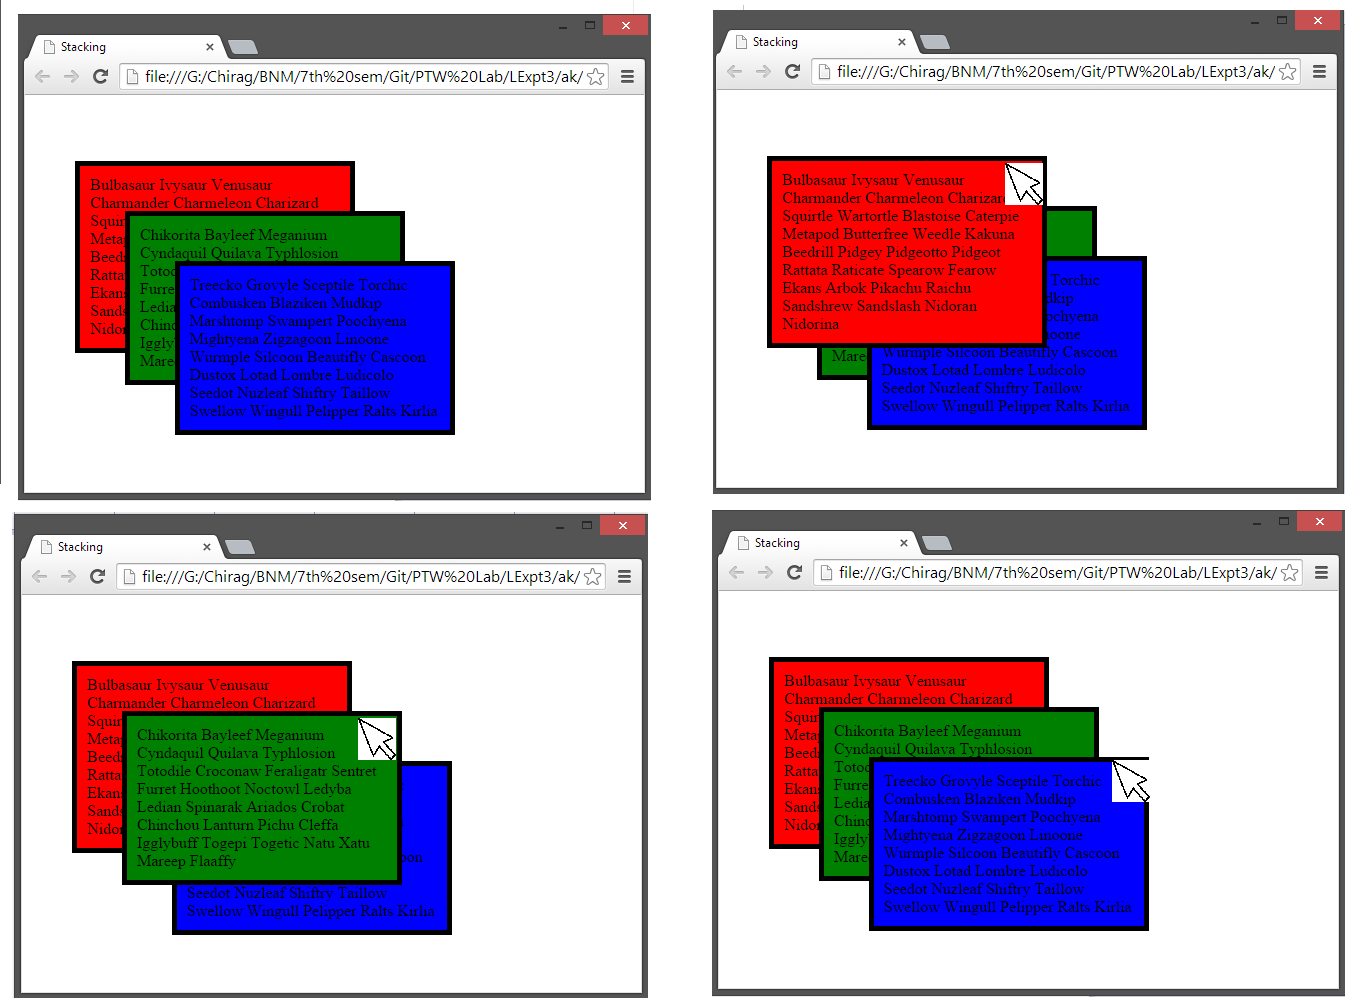 Stacking
file:///G:/Chirag/BNM/7th%20sem/Git/PTW%20Lab/LExpt3/ak/
Bulbasaur Ivysaur Venusaur
Charmander Charmeleon Charizard
Squi
Meta
Beed
Ratta
Ekan
Sand
Nido
Chikorita Bayleef Meganium
Cyndaquil Quilava Typhlosion
Totod
Furre
Ledia
Chinc
Iggly
Mare
Treecko Grovyle Sceptile Torchic
Combusken Blaziken Mudkip
Marshtomp Swampert Poochyena
Mightyena Zigzagoon Linoone
Wurmple Silcoon Beautifly Cascoon
Dustox Lotad Lombre Ludicolo
Seedot Nuzleaf Shiftry Taillow
Swellow Wingull Pelipper Ralts Kirlia
Stacking
file:///G:/Chirag/BNM/7th%20sem/Git/PTW%20Lab/LExpt3/ak/
Bulbasaur Ivysaur Venusaur
Charmander Charmeleon Charizard
Squirtle Wartortle Blastoise Caterpie
Metapod Butterfree Weedle Kakuna
Beedrill Pidgey Pidgeotto Pidgeot
Rattata Raticate Spearow Fearow
Ekans Arbok Pikachu Raichu
Sandshrew Sandslash Nidoran
Nidorina
Mare
Torchic
dkip
ochyena
oone
Wurmple Silcoon Beautifly Cascoon
Dustox Lotad Lombre Ludicolo
Seedot Nuzleaf Shiftry Taillow
Swellow Wingull Pelipper Ralts Kirlia
Stacking
file:///G:/Chirag/BNM/7th%20sem/Git/PTW%20Lab/LExpt3/ak/
Bulbasaur Ivysaur Venusaur
Charmander Charmeleon Charizard
Squi
Meta
Beed
Ratta
Ekan
Sand
Nido
Chikorita Bayleef Meganium
Cyndaquil Quilava Typhlosion
Totodile Croconaw Feraligatr Sentret
Furret Hoothoot Noctowl Ledyba
Ledian Spinarak Ariados Crobat
Chinchou Lanturn Pichu Cleffa
Igglybuff Togepi Togetic Natu Xatu
Mareep Flaaffy
oon
Seedot Nuzleaf Shiftry Taillow
Swellow Wingull Pelipper Ralts Kirlia
Stacking
file:///G:/Chirag/BNM/7th%20sem/Git/PTW%20Lab/LExpt3/ak/
Bulbasaur Ivysaur Venusaur
Charmander Charmeleon Charizard
Squi
Meta
Beed
Ratta
Ekan
Sand
Nido
Chikorita Bayleef Meganium
Cyndaquil Quilava Typhlosion
Totod
Furre
Ledia
Chinc
Iggly
Mare
Treecko Grovyle Sceptile Torchic
Combusken Blaziken Mudkip
Marshtomp Swampert Poochyena
Mightyena Zigzagoon Linoone
Wurmple Silcoon Beautifly Cascoon
Dustox Lotad Lombre Ludicolo
Seedot Nuzleaf Shiftry Taillow
Swellow Wingull Pelipper Ralts Kirlia